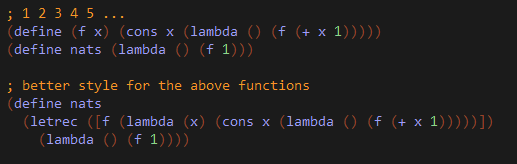 ; 1 2 3 4 5 ...
(define (f x) (cons x (lambda () (f (+ x 1)))))
(define nats (lambda () (f 1)))
; better style for the above functions
(define nats
(letrec ([f (lambda (x) (cons x (lambda () (f (+ x 1)))))])
(lambda () (f 1))))